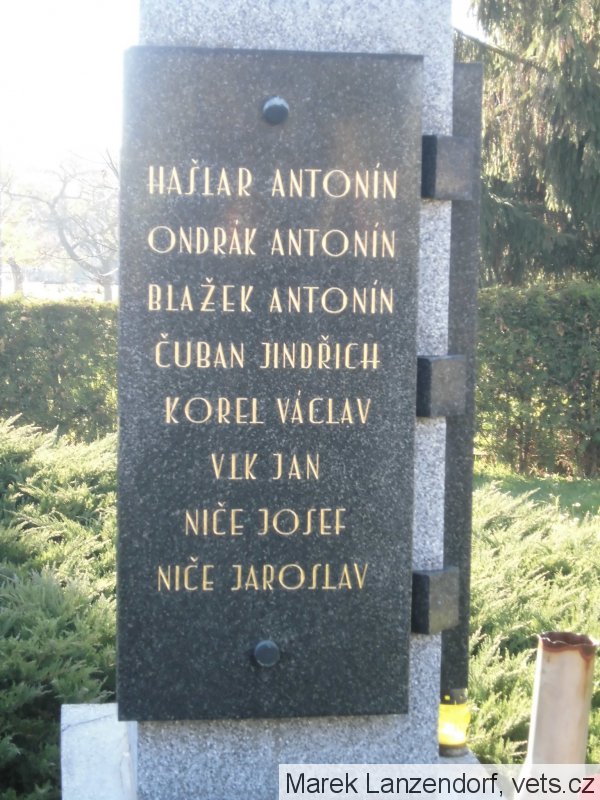 HAŠLAR ANTONÍN
ONDRÁK ANTONÍN
BLAŽEK ANTONÍN
ČUBAN JINDŘICH
KOREL VÁCLAV
VLK JAN
NIČE JOSEF
NIČE JAROSLAV
Marek Lanzendorf, vets.cz